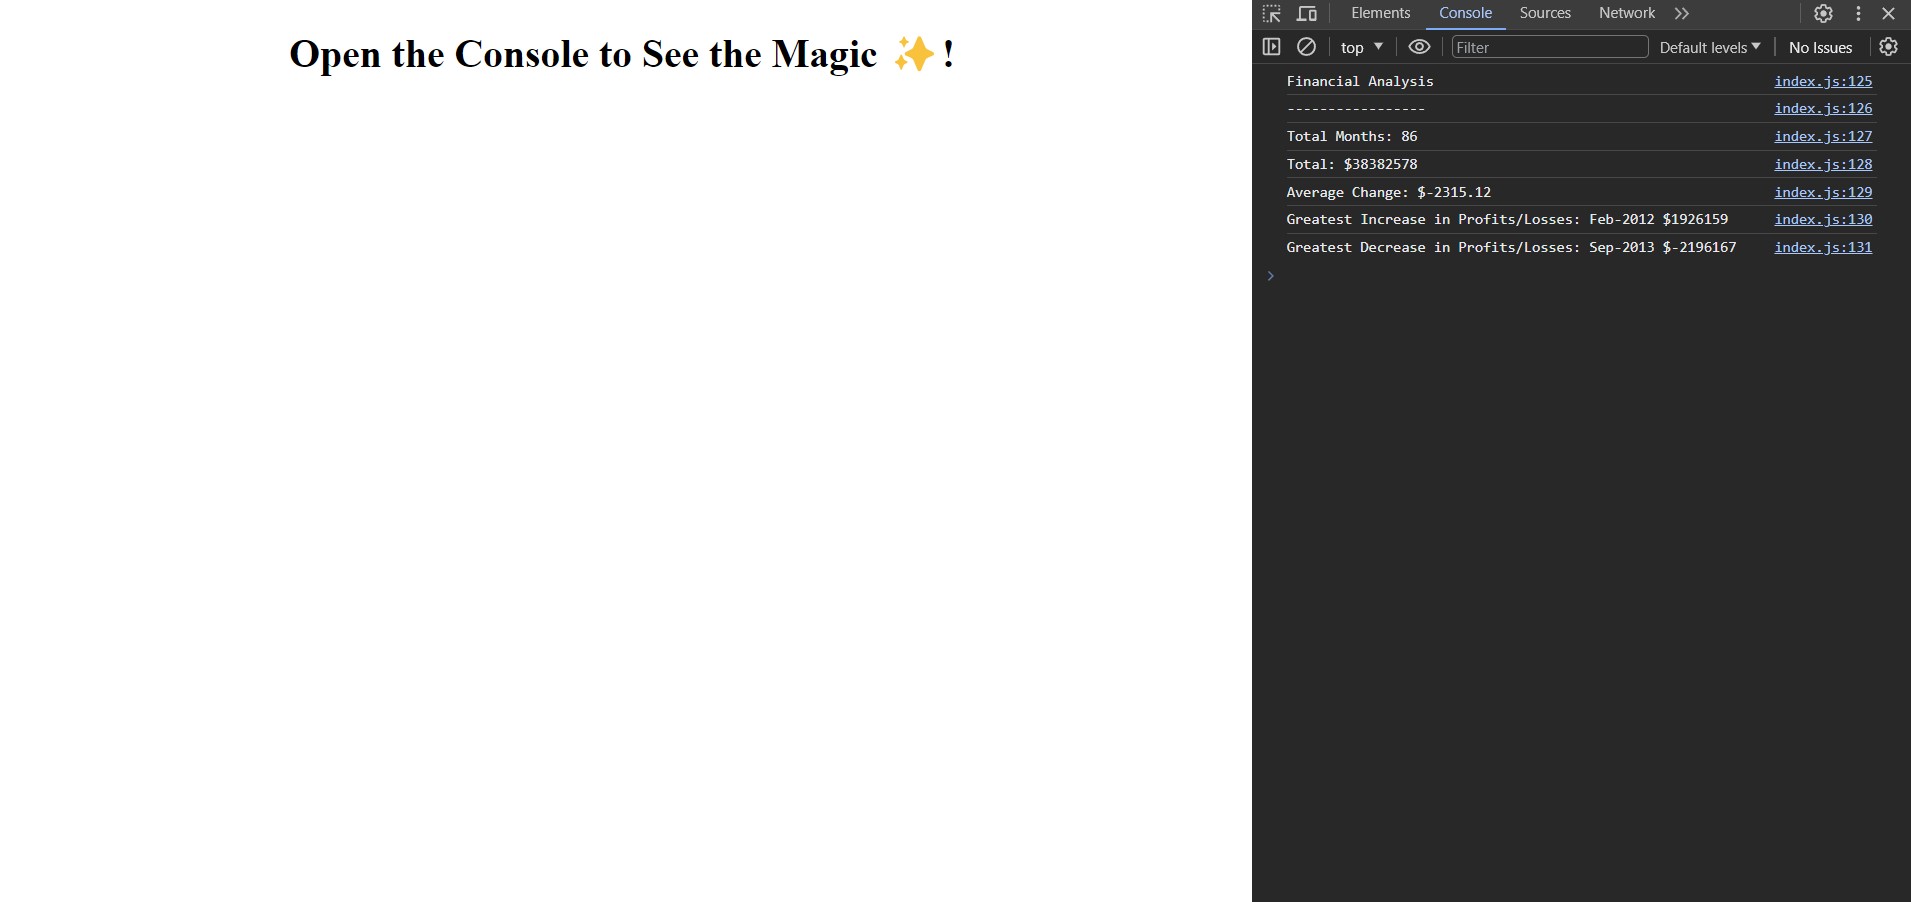 Open the Console to See the Magic ✨ !
Elements Console Sources Network
top Filter Default levels No Issues
Financial Analysis index.js:125
----------------- index.js:126
Total Months: 86 index.js:127
Total: $38382578 index.js:128
Average Change: $-2315.12 index.js:129
Greatest Increase in Profits/Losses: Feb-2012 $1926159 index.js:130
Greatest Decrease in Profits/Losses: Sep-2013 $-2196167 index.js:131